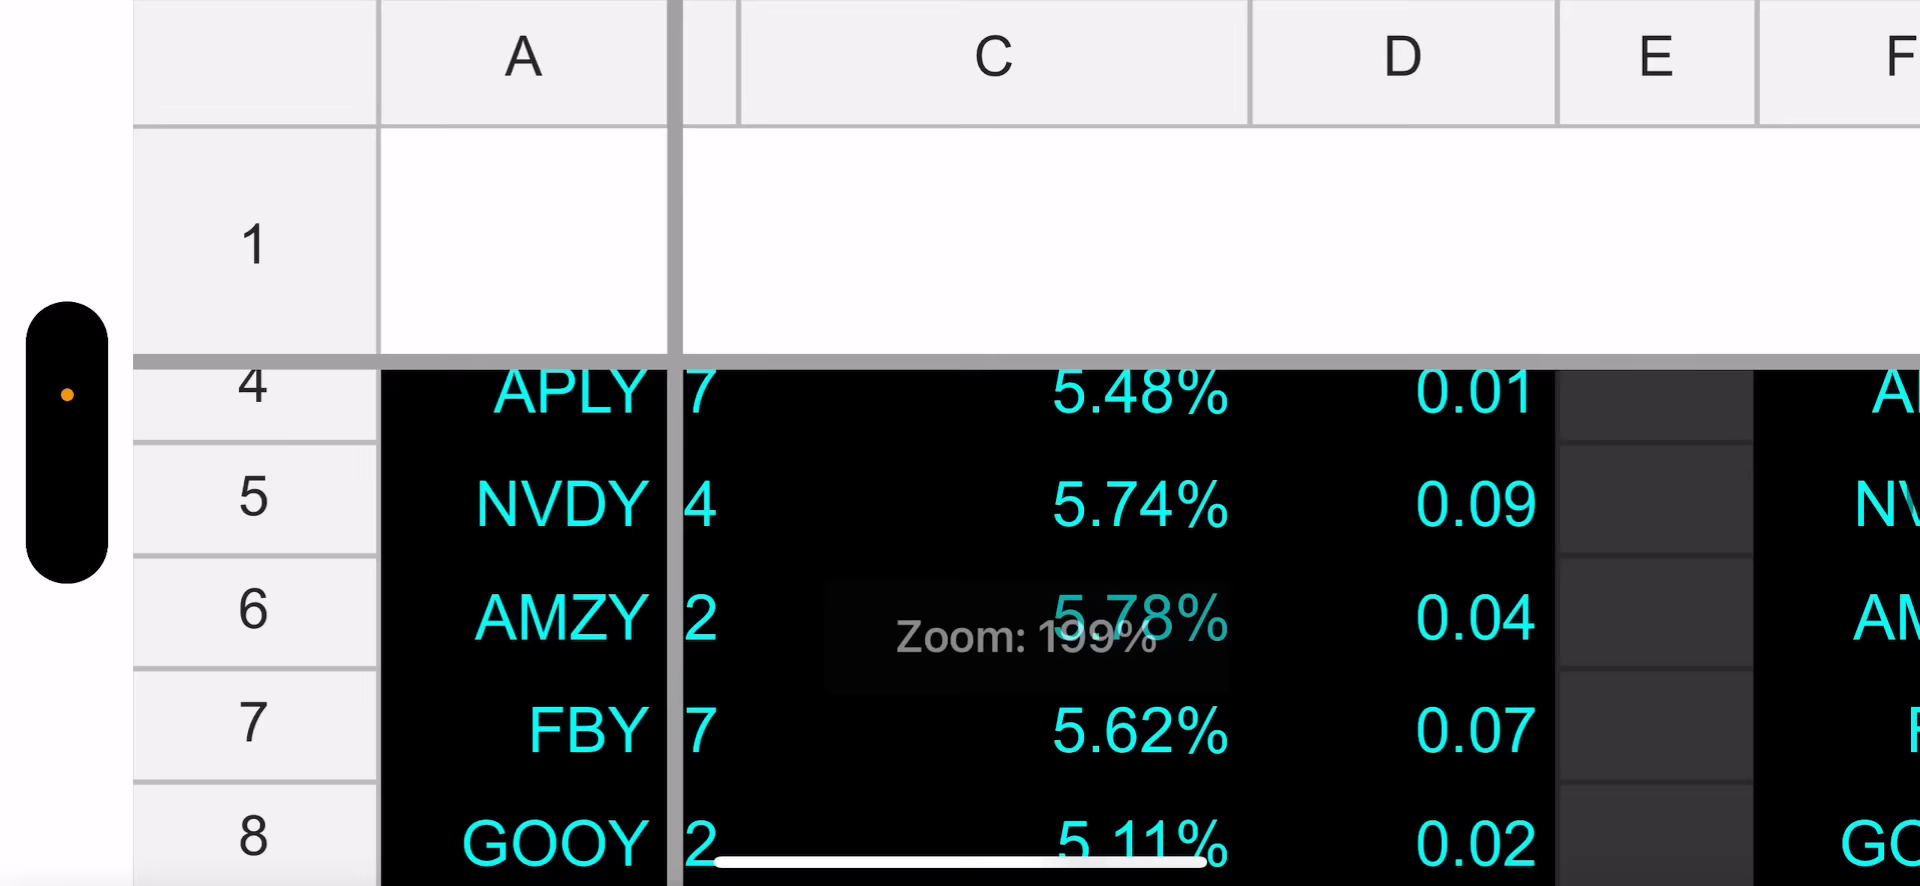 A C D E F
1
4 APLY 7 5.48% 0.01
5 NVDY 4 5.74% 0.09
6 AMZY 2 5.78% 0.04
Zoom: 199%
7 FBY 7 5.62% 0.07
8 GOOY 2 5.11% 0.02